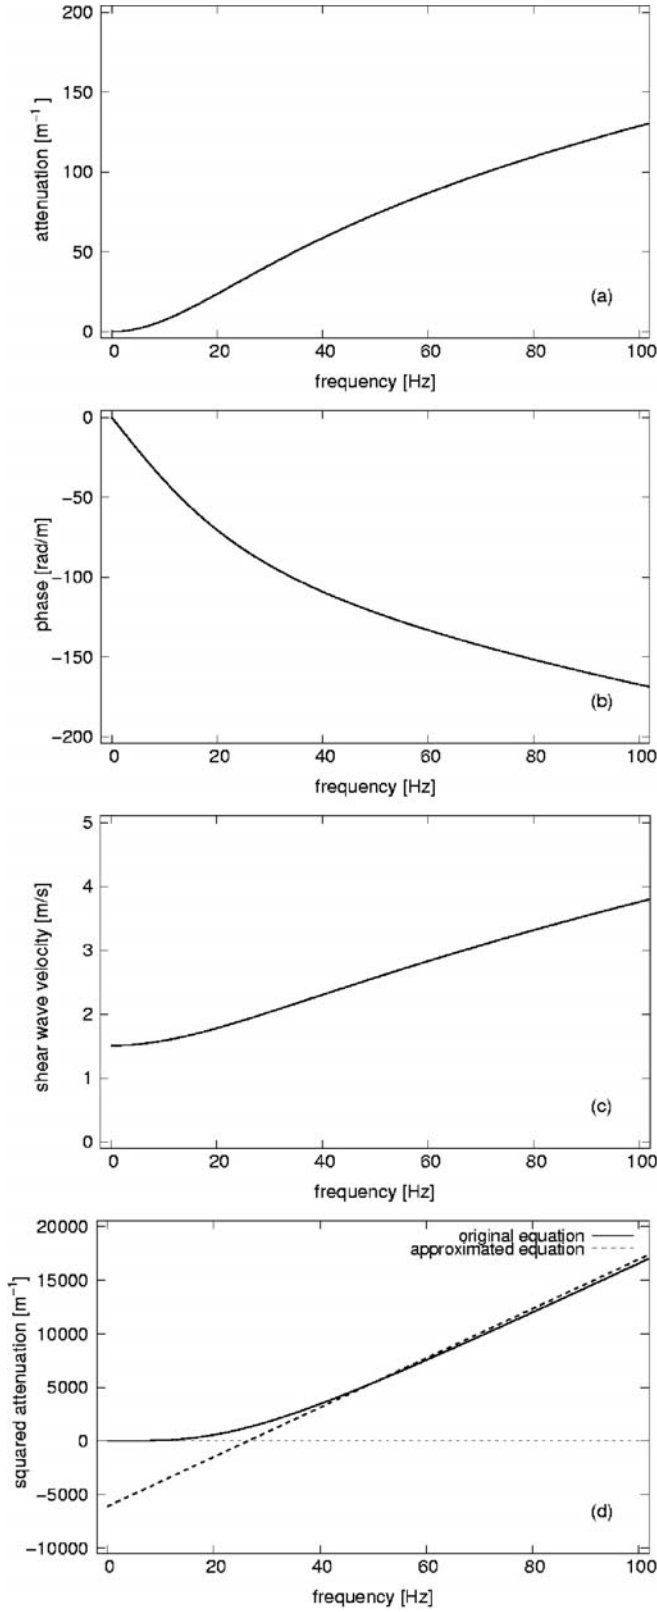 200
150
100
50
0
attenuation [m⁻¹ ]
(a)
0 20 40 60 80 100
frequency [Hz]
0
−50
−100
−150
−200
phase [rad/m]
(b)
0 20 40 60 80 100
frequency [Hz]
5
4
3
2
1
0
shear wave velocity [m/s]
(c)
0 20 40 60 80 100
frequency [Hz]
20000
15000
10000
5000
0
−5000
−10000
squared attenuation [m⁻¹]
original equation
approximated equation
(d)
0 20 40 60 80 100
frequency [Hz]